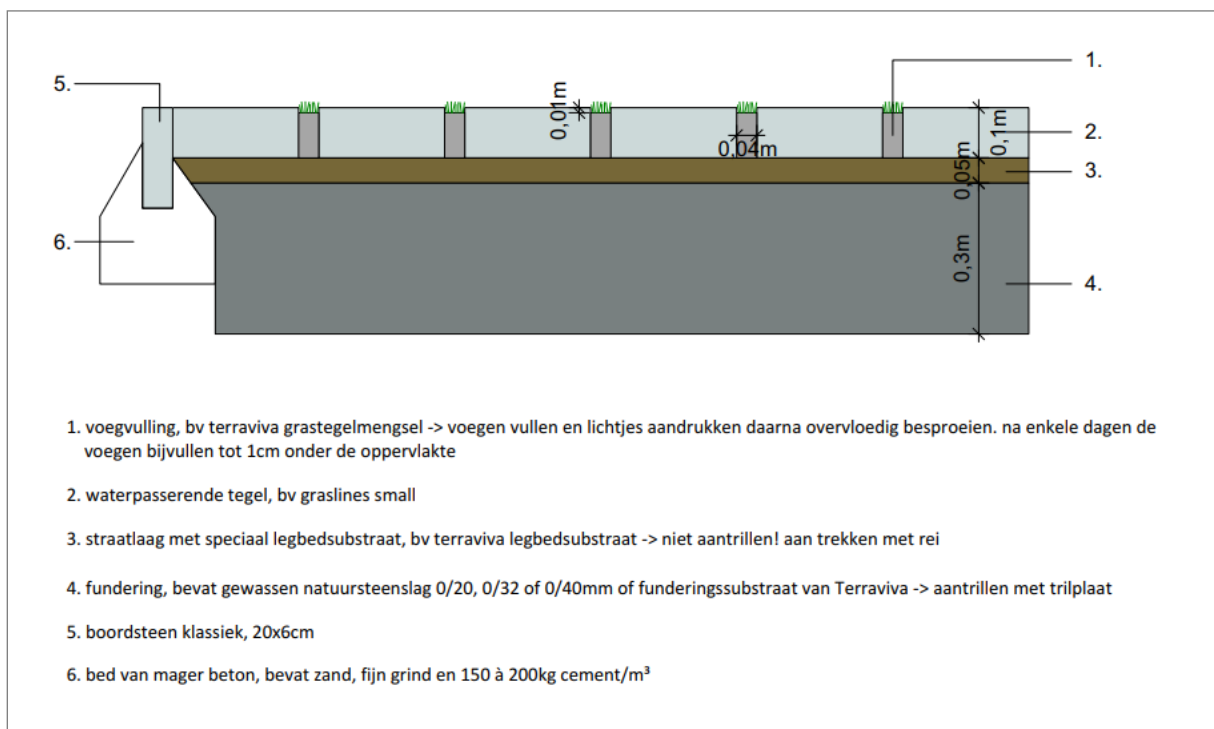 5.
1.
0,01m
0,1m
2.
0,04m
0,05m
3.
6.
0,3m
4.
1. voegvulling, bv terraviva grastegelmengsel -> voegen vullen en lichtjes aandrukken daarna overvloedig besproeien. na enkele dagen de
voegen bijvullen tot 1cm onder de oppervlakte
2. waterpasserende tegel, bv graslines small
3. straatlaag met speciaal legbedsubstraat, bv terraviva legbedsubstraat -> niet aantrillen! aan trekken met rei
4. fundering, bevat gewassen natuursteenslag 0/20, 0/32 of 0/40mm of funderingssubstraat van Terraviva -> aantrillen met trilplaat
5. boordsteen klassiek, 20x6cm
6. bed van mager beton, bevat zand, fijn grind en 150 à 200kg cement/m³